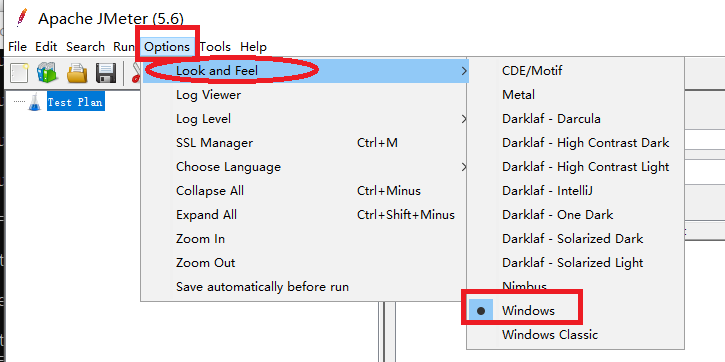 Apache JMeter (5.6)
File Edit Search Run Options Tools Help
Look and Feel
Log Viewer
Log Level
SSL Manager Ctrl+M
Choose Language
Collapse All Ctrl+Minus
Expand All Ctrl+Shift+Minus
Zoom In
Zoom Out
Save automatically before run
Test Plan
CDE/Motif
Metal
Darklaf - Darcula
Darklaf - High Contrast Dark
Darklaf - High Contrast Light
Darklaf - IntelliJ
Darklaf - One Dark
Darklaf - Solarized Dark
Darklaf - Solarized Light
Nimbus
Windows
Windows Classic